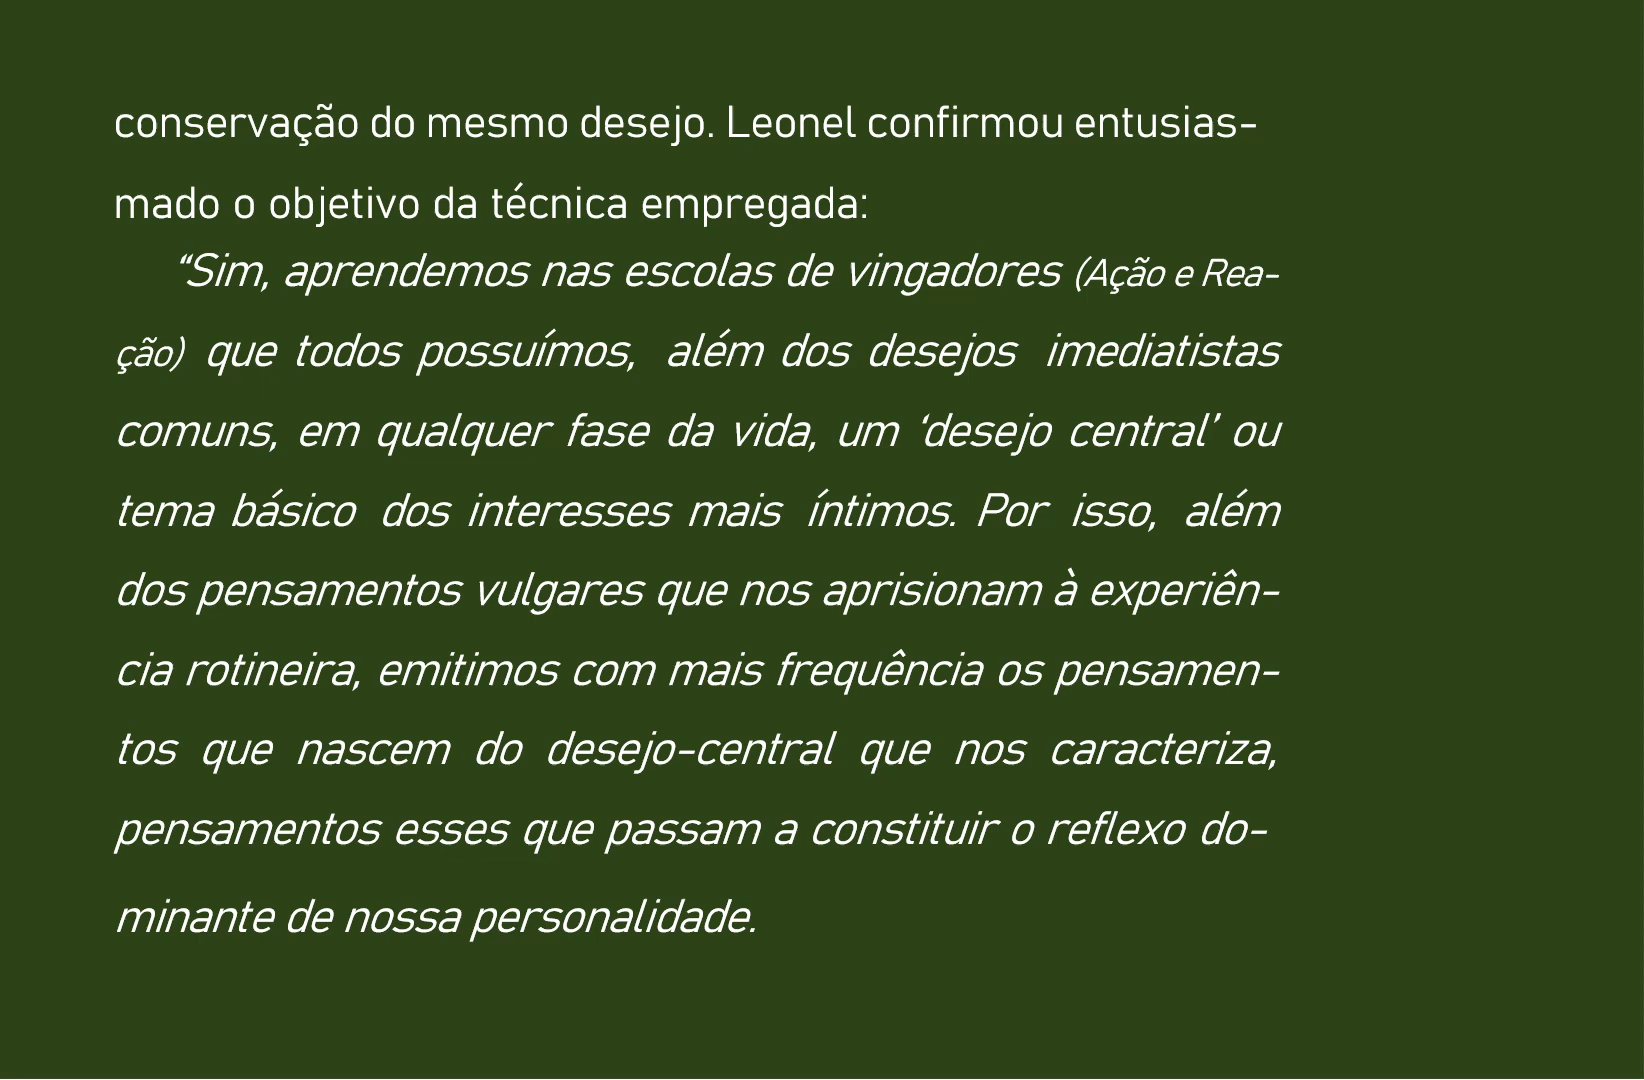 conservação do mesmo desejo. Leonel confirmou entusias-
mado o objetivo da técnica empregada:
“Sim, aprendemos nas escolas de vingadores (Ação e Rea-
ção) que todos possuímos, além dos desejos imediatistas
comuns, em qualquer fase da vida, um ‘desejo central’ ou
tema básico dos interesses mais íntimos. Por isso, além
dos pensamentos vulgares que nos aprisionam à experiên-
cia rotineira, emitimos com mais frequência os pensamen-
tos que nascem do desejo-central que nos caracteriza,
pensamentos esses que passam a constituir o reflexo do-
minante de nossa personalidade.